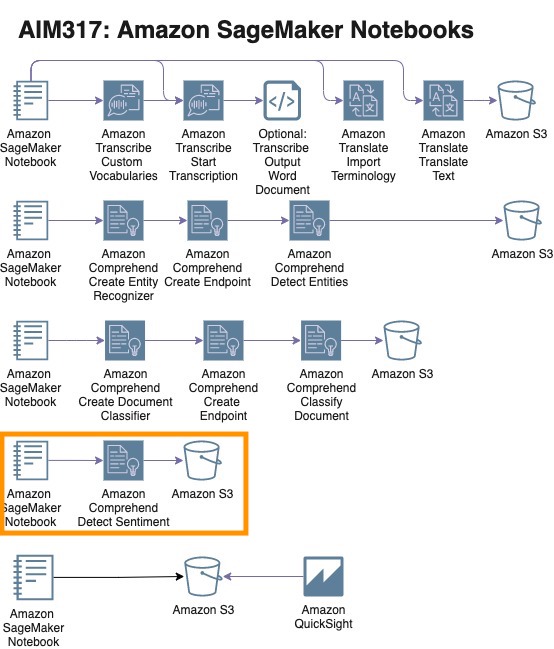 AIM317: Amazon SageMaker Notebooks
Amazon
SageMaker
Notebook
Amazon
Transcribe
Custom
Vocabularies
Amazon
Transcribe
Start
Transcription
Optional:
Transcribe
Output
Word
Document
Amazon
Translate
Import
Terminology
Amazon
Translate
Translate
Text
Amazon S3
Amazon
SageMaker
Notebook
Amazon
Comprehend
Create Entity
Recognizer
Amazon
Comprehend
Create Endpoint
Amazon
Comprehend
Detect Entities
Amazon S3
Amazon
SageMaker
Notebook
Amazon
Comprehend
Create Document
Classifier
Amazon
Comprehend
Create
Endpoint
Amazon
Comprehend
Classify
Document
Amazon S3
Amazon
SageMaker
Notebook
Amazon
Comprehend
Detect Sentiment
Amazon S3
Amazon
SageMaker
Notebook
Amazon S3
Amazon
QuickSight